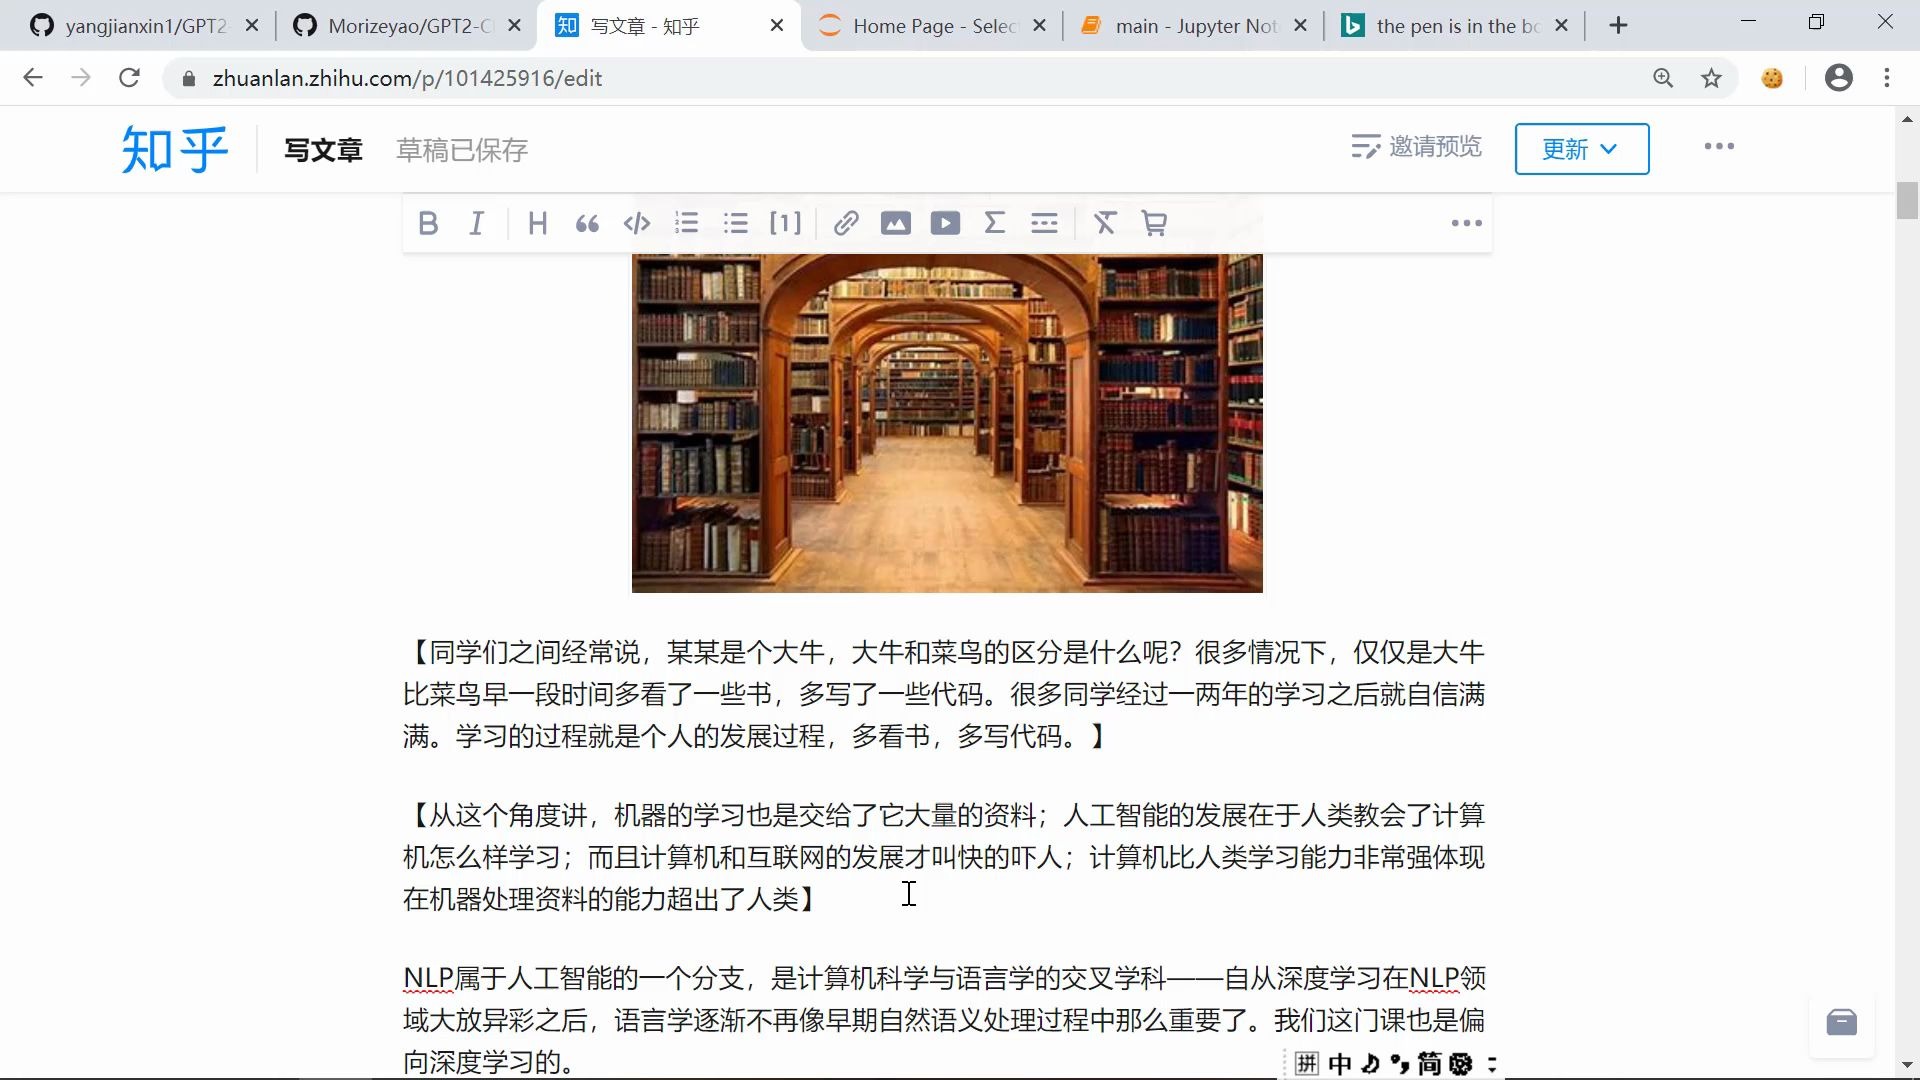 yangjianxin1/GPT2
Morizeyao/GPT2-C
知 写文章 - 知乎
Home Page - Selec
main - Jupyter Not
the pen is in the bo
zhuanlan.zhihu.com/p/101425916/edit
知乎 写文章 草稿已保存 邀请预览 更新
B I H [1] Σ
【同学们之间经常说，某某是个大牛，大牛和菜鸟的区分是什么呢？很多情况下，仅仅是大牛
比菜鸟早一段时间多看了一些书，多写了一些代码。很多同学经过一两年的学习之后就自信满
满。学习的过程就是个人的发展过程，多看书，多写代码。】
【从这个角度讲，机器的学习也是交给了它大量的资料；人工智能的发展在于人类教会了计算
机怎么样学习；而且计算机和互联网的发展才叫快的吓人；计算机比人类学习能力非常强体现
在机器处理资料的能力超出了人类】
NLP属于人工智能的一个分支，是计算机科学与语言学的交叉学科——自从深度学习在NLP领
域大放异彩之后，语言学逐渐不再像早期自然语义处理过程中那么重要了。我们这门课也是偏
向深度学习的。
拼 中 简